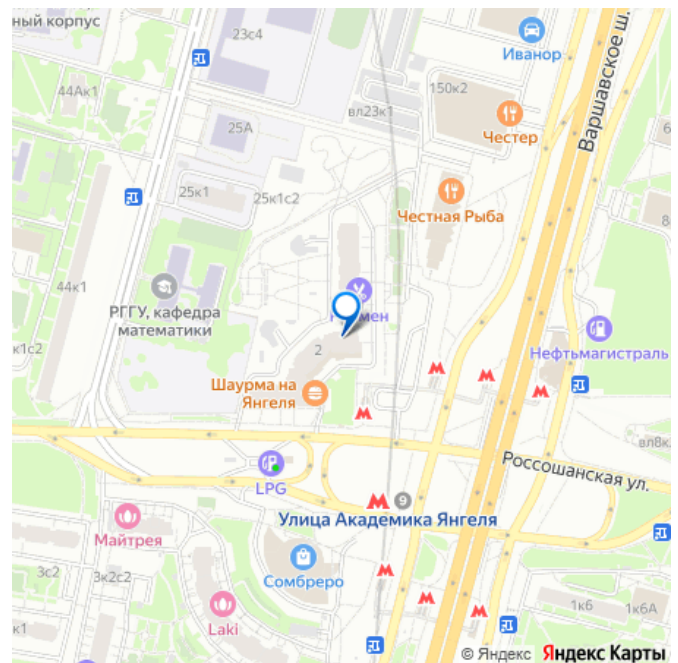 ный корпус
23с4
Иванор
Варшавское ш.
44Ак1
150к2
вл23к1
Честер
25А
25к1
25к1с2
Честная Рыба
44к1
РГГУ, кафедра
математики
мен
к1с2
2
Нефтьмагистраль
Шаурма на
Янгеля
вл8к
Россошанская ул.
LPG
9
Улица Академика Янгеля
Майтрея
Сомбреро
3с2
3к2с2
1к6
1к6А
Laki
к1
© Яндекс Яндекс Карты